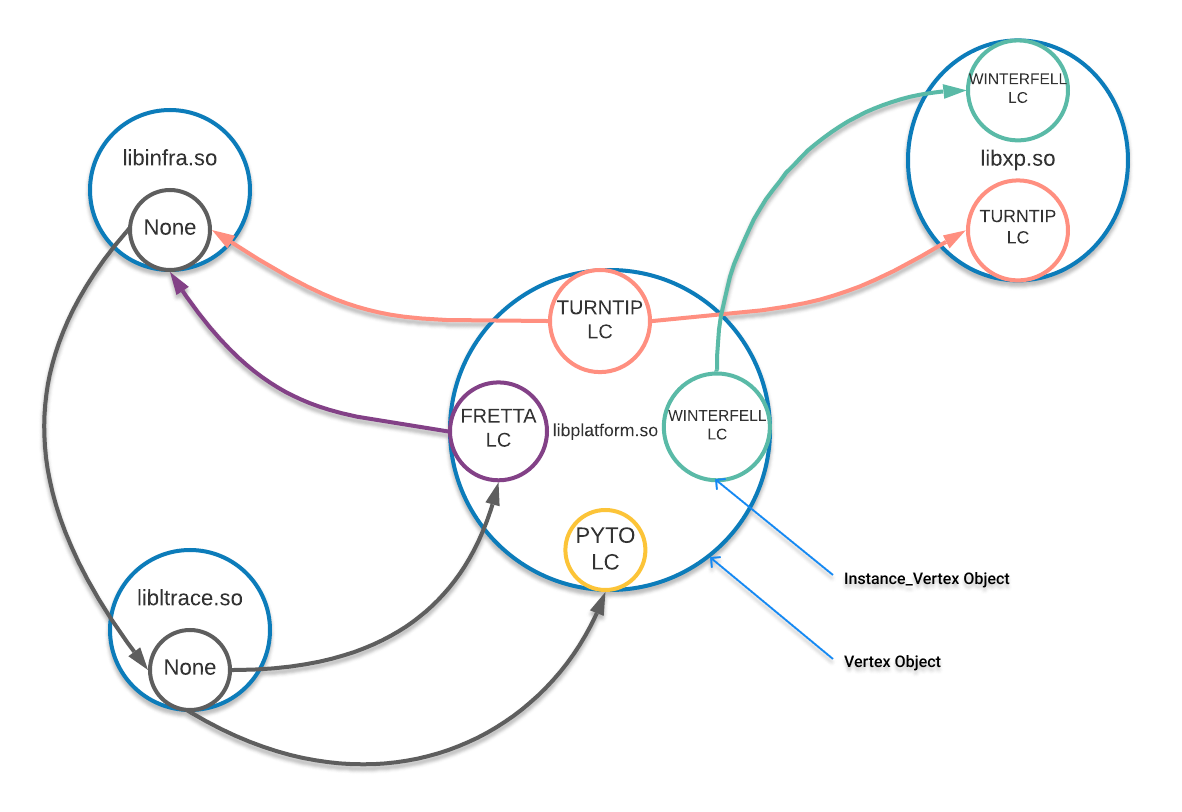 WINTERFELL
LC
libxp.so
TURNTIP
LC
libinfra.so
None
TURNTIP
LC
FRETTA
LC
libplatform.so
WINTERFELL
LC
PYTO
LC
Instance_Vertex Object
Vertex Object
libltrace.so
None